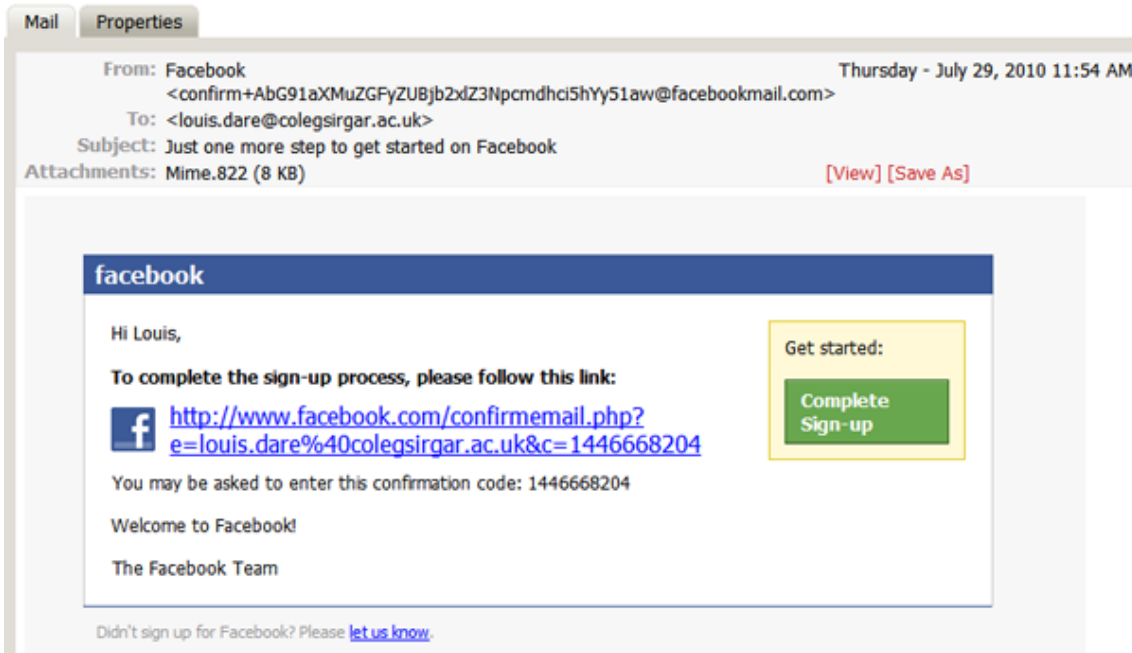 Mail Properties
From: Facebook Thursday - July 29, 2010 11:54 AM
<confirm+AbG91aXMuZGFyZUBjb2xlZ3Npcmdhci5hYy51aw@facebookmail.com>
To: <louis.dare@colegsirgar.ac.uk>
Subject: Just one more step to get started on Facebook
Attachments: Mime.822 (8 KB) [View] [Save As]
facebook
Hi Louis,
To complete the sign-up process, please follow this link:
http://www.facebook.com/confirmemail.php?
e=louis.dare%40colegsirgar.ac.uk&c=1446668204
You may be asked to enter this confirmation code: 1446668204
Welcome to Facebook!
The Facebook Team
Get started:
Complete
Sign-up
Didn't sign up for Facebook? Please let us know.